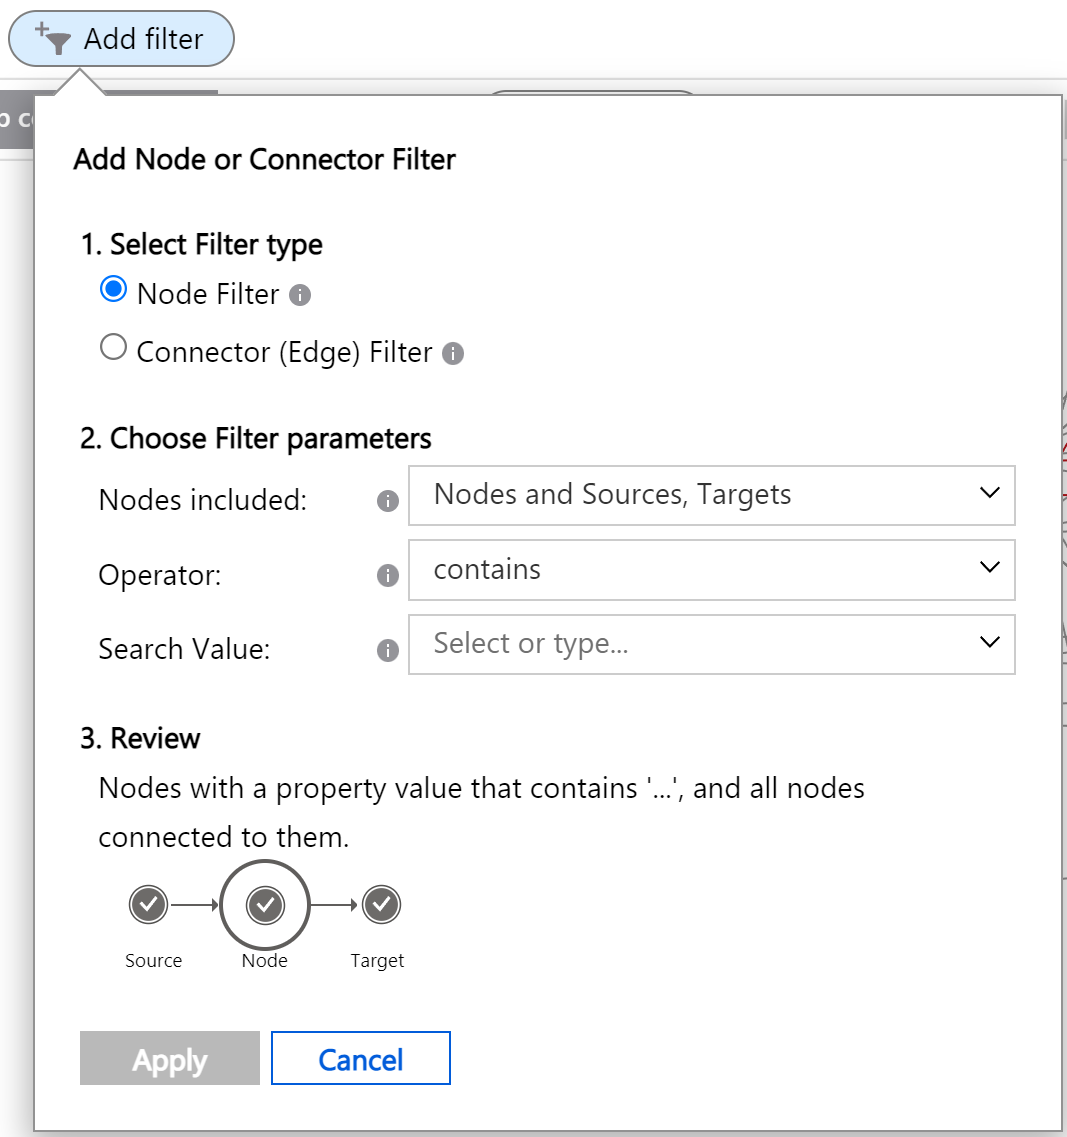 Add filter
Add Node or Connector Filter
1. Select Filter type
Node Filter
Connector (Edge) Filter
2. Choose Filter parameters
Nodes included:
Nodes and Sources, Targets
Operator:
contains
Search Value:
Select or type...
3. Review
Nodes with a property value that contains '...', and all nodes
connected to them.
Source Node Target
Apply Cancel